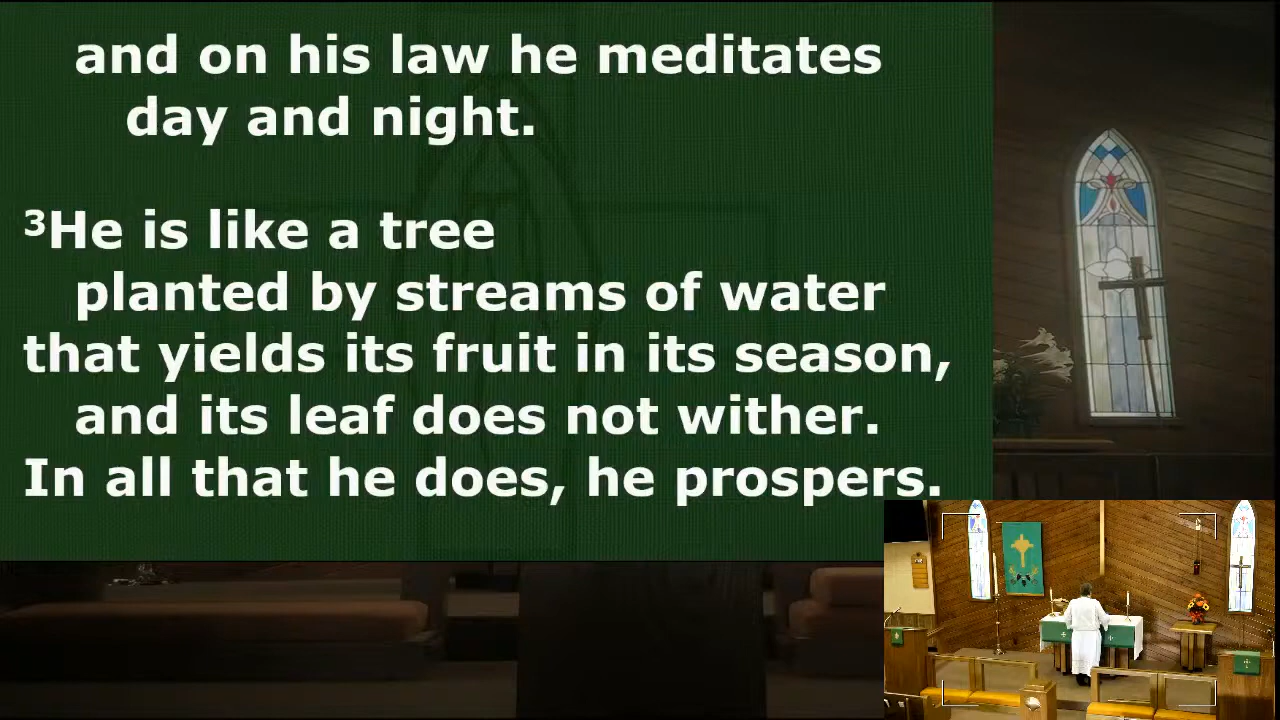 and on his law he meditates
day and night.
³He is like a tree
planted by streams of water
that yields its fruit in its season,
and its leaf does not wither.
In all that he does, he prospers.